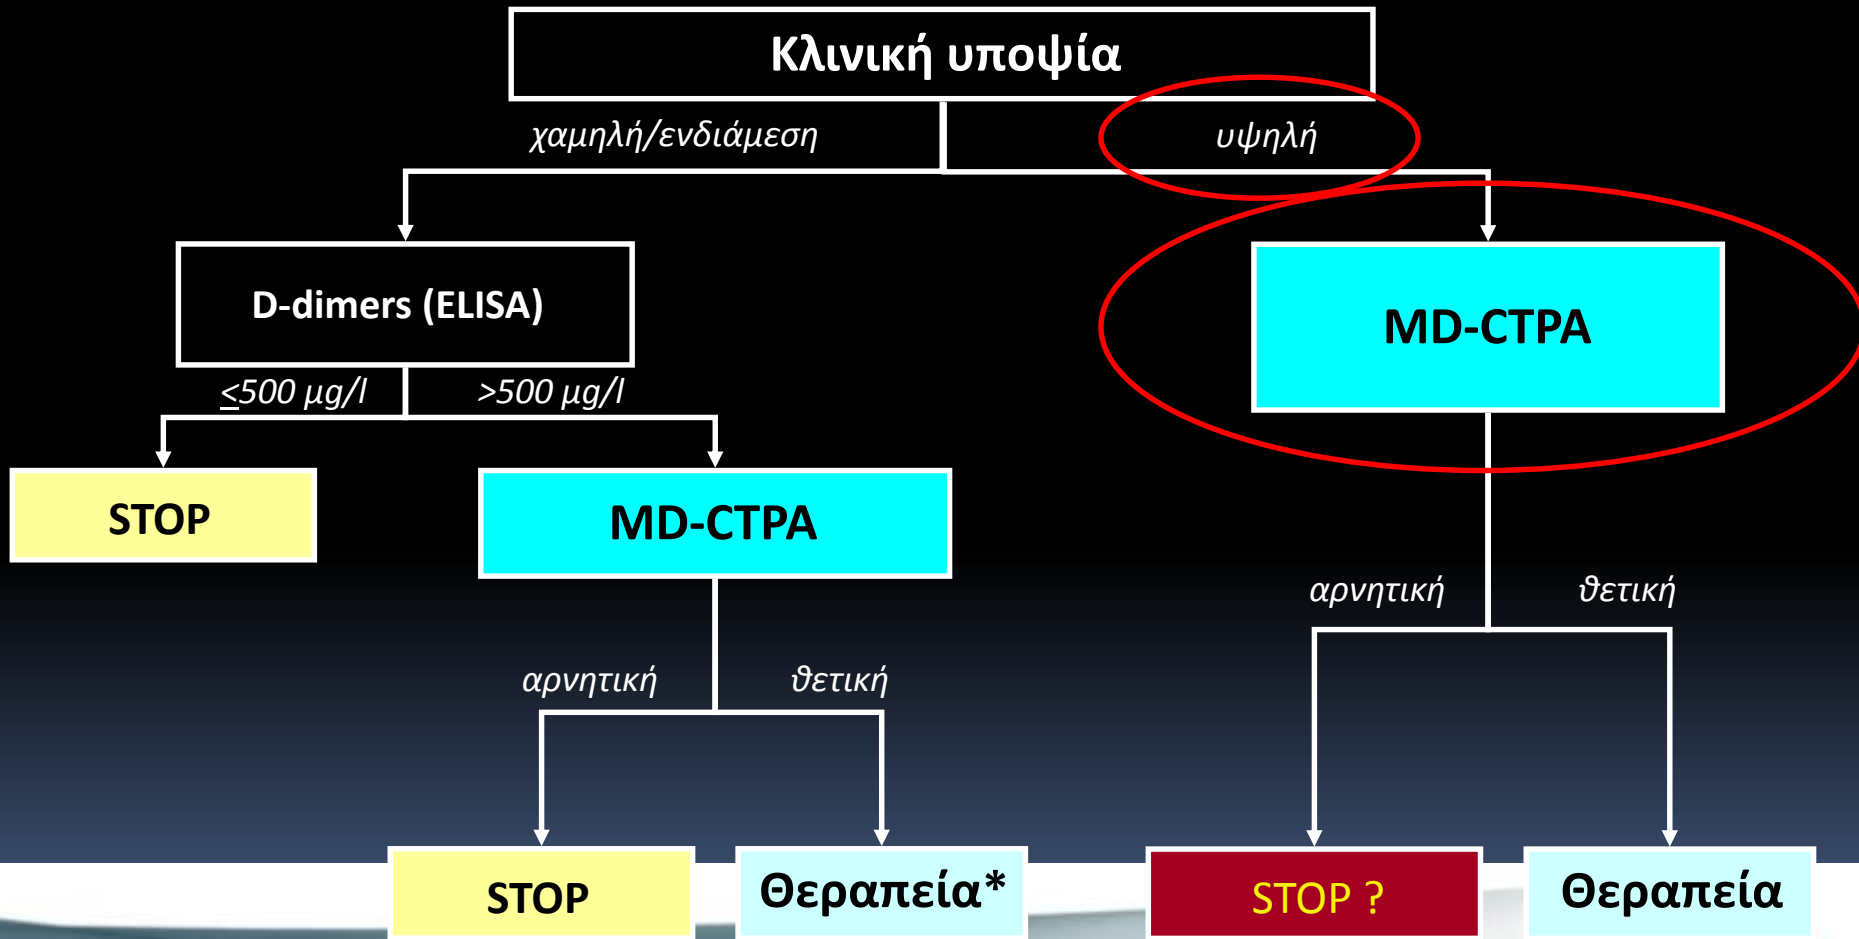 Κλινική υποψία
χαμηλή/ενδιάμεση
υψηλή
D-dimers (ELISA)
MD-CTPA
≤500 μg/l
>500 μg/l
STOP
MD-CTPA
αρνητική
θετική
αρνητική
θετική
STOP
Θεραπεία*
STOP ?
Θεραπεία